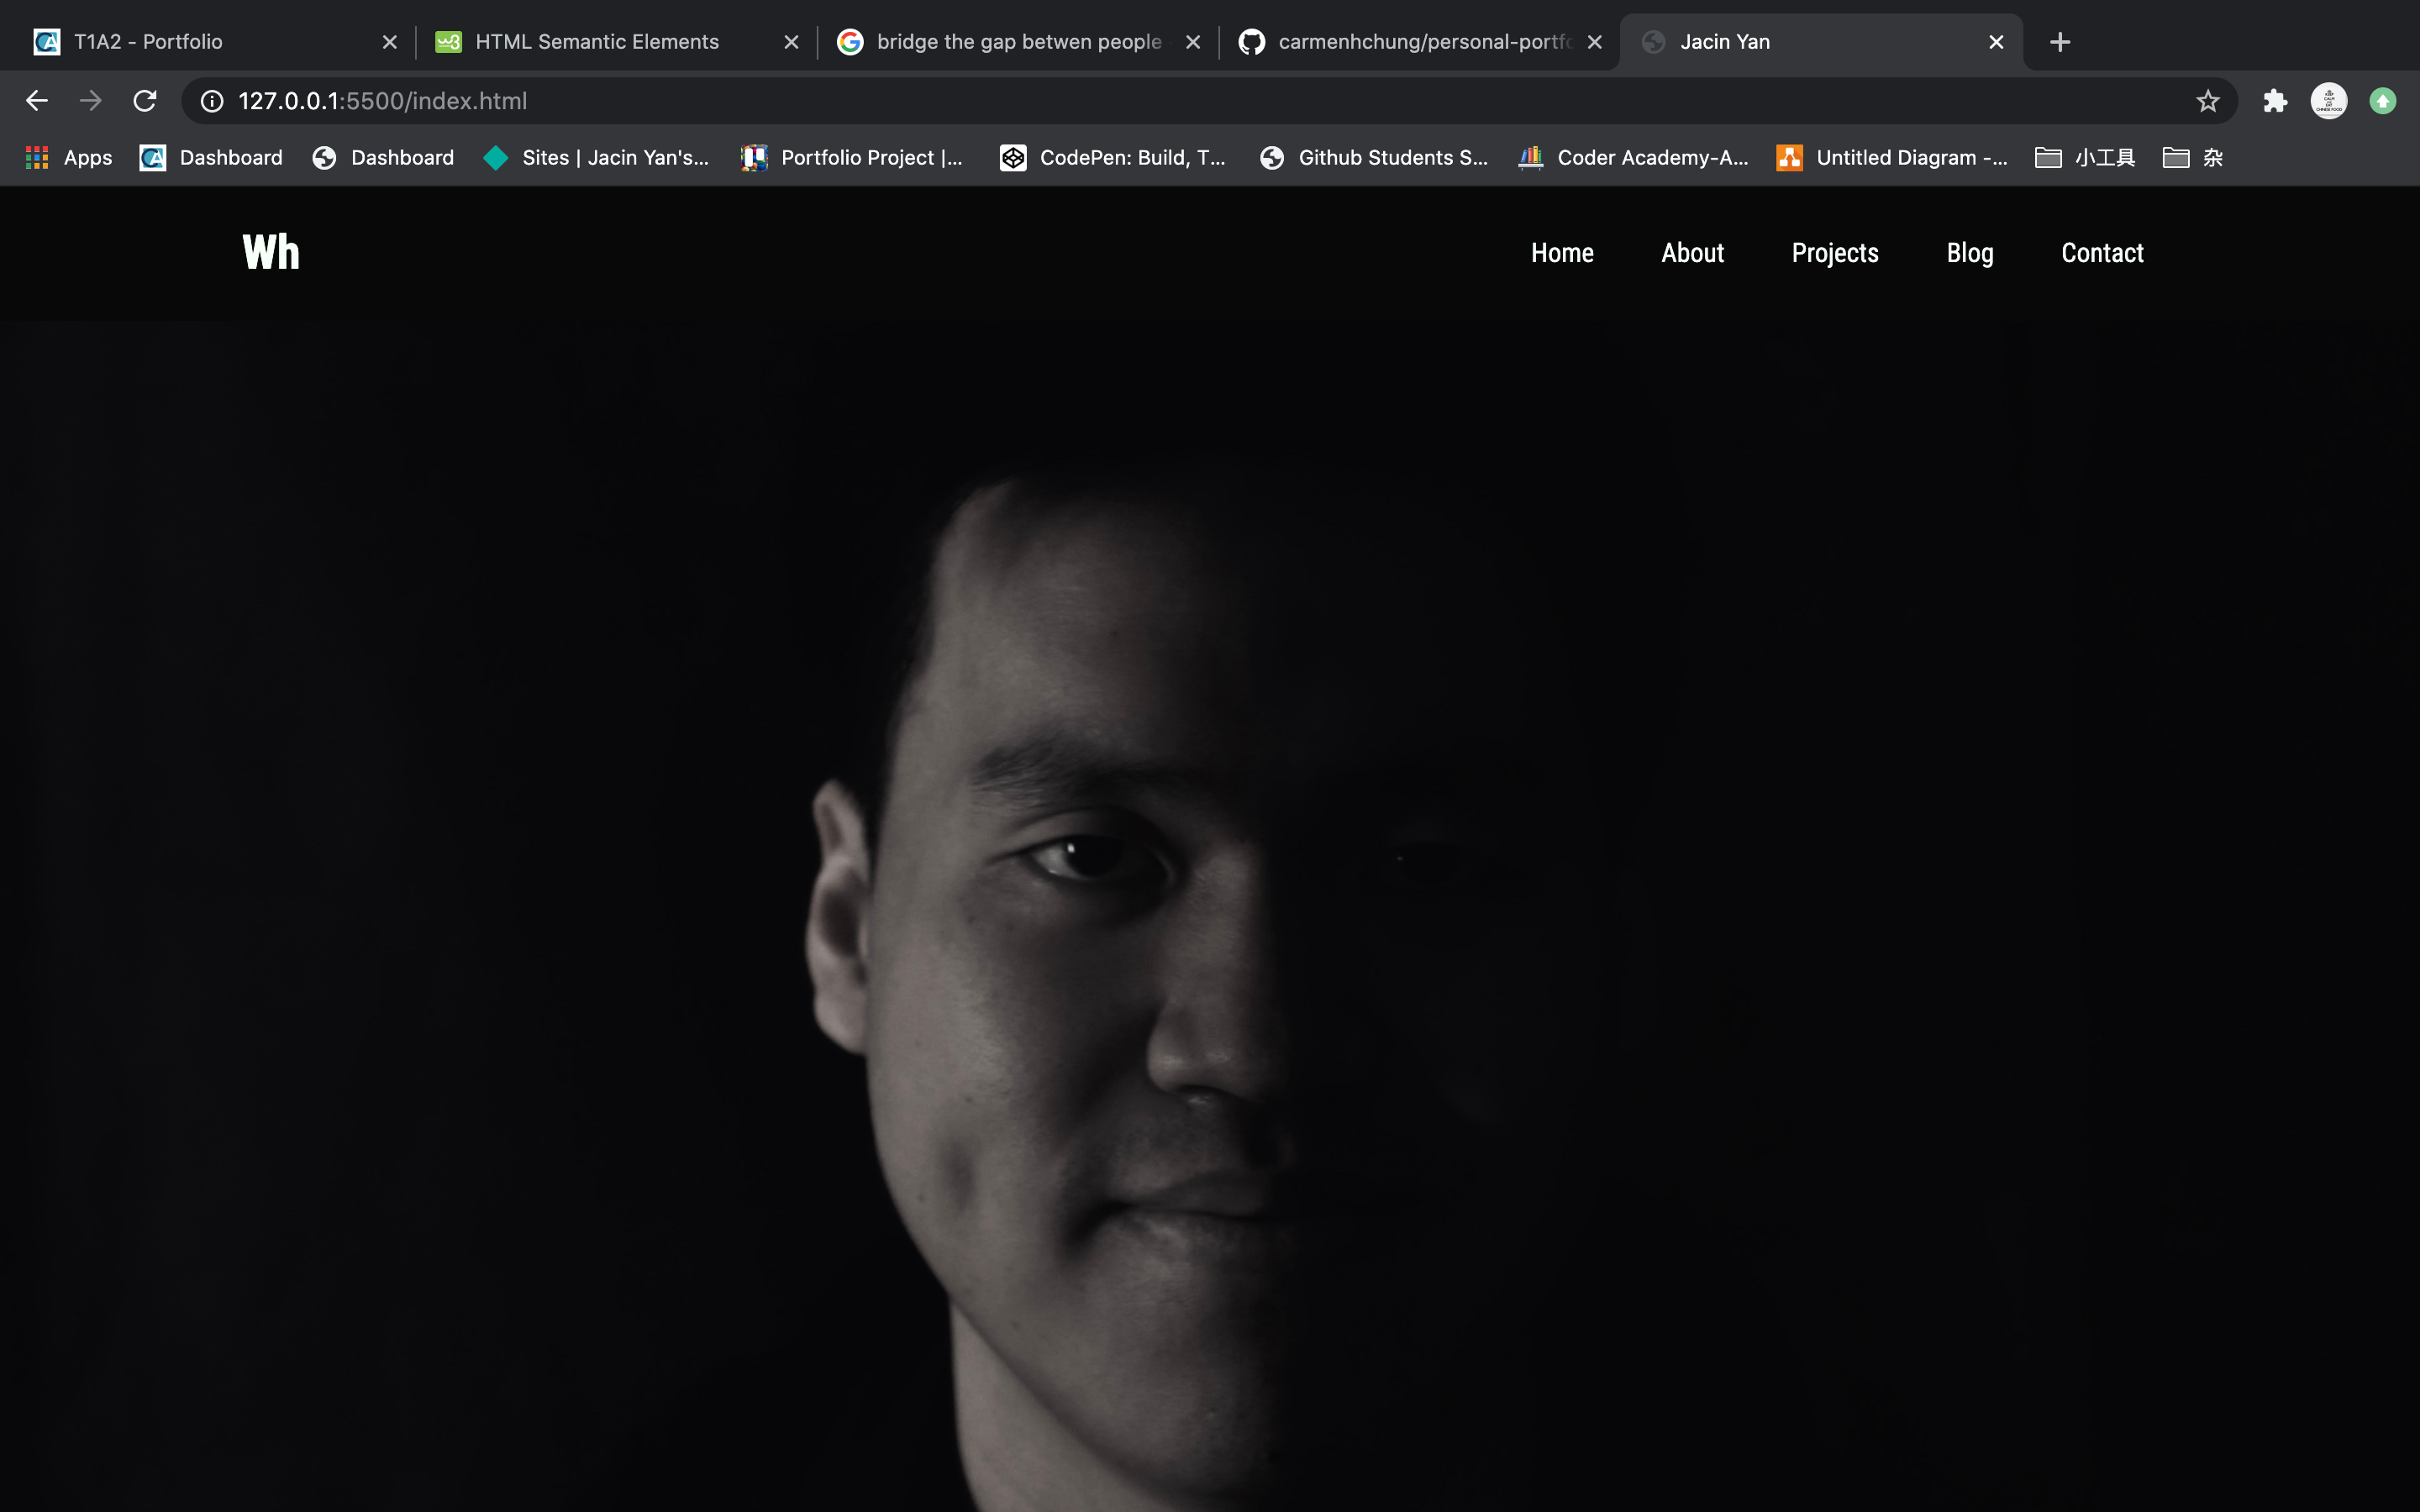 T1A2 - Portfolio
HTML Semantic Elements
bridge the gap betwen people
carmenhchung/personal-portfo
Jacin Yan
127.0.0.1:5500/index.html
Apps Dashboard Dashboard Sites | Jacin Yan's... Portfolio Project |... CodePen: Build, T... Github Students S... Coder Academy-A... Untitled Diagram -... 小工具 杂
Wh
Home About Projects Blog Contact